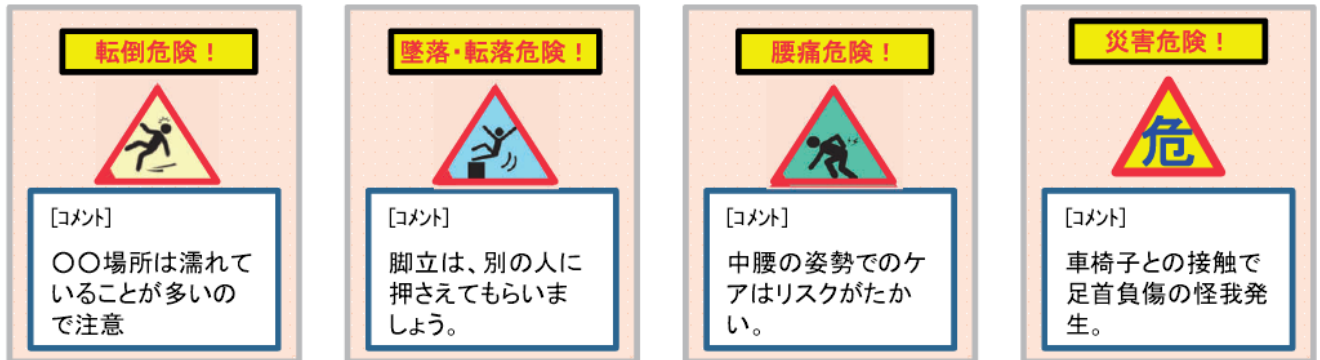 転倒危険！
[コメント]
〇〇場所は濡れて
いることが多いの
で注意
墜落・転落危険！
[コメント]
脚立は、別の人に
押さえてもらいま
しょう。
腰痛危険！
[コメント]
中腰の姿勢でのケ
アはリスクがたか
い。
災害危険！
危
[コメント]
車椅子との接触で
足首負傷の怪我発
生。